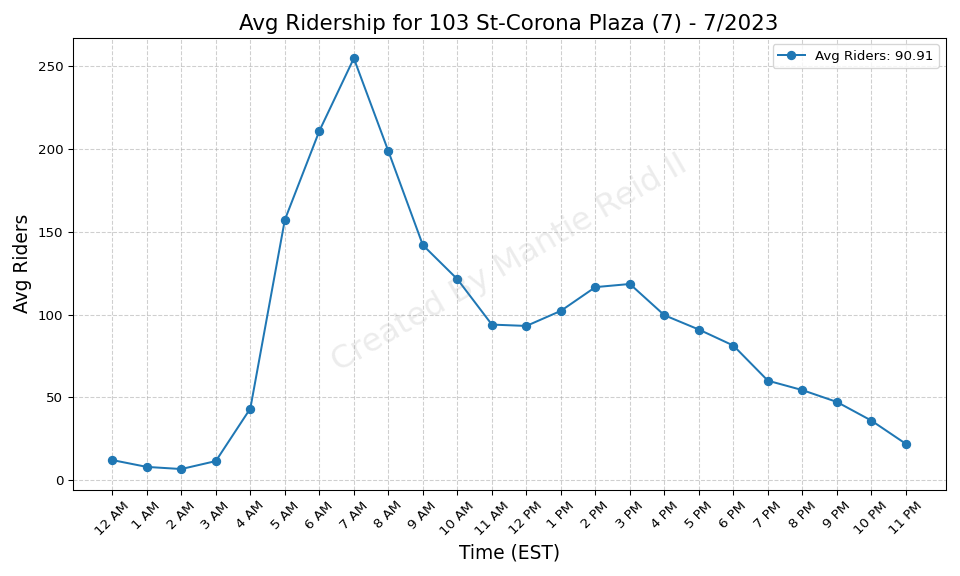 Avg Ridership for 103 St-Corona Plaza (7) - 7/2023
Avg Riders: 90.91
250
200
150
100
50
0
Avg Riders
Created By Mantie Reid II
12 AM
1 AM
2 AM
3 AM
4 AM
5 AM
6 AM
7 AM
8 AM
9 AM
10 AM
11 AM
12 PM
1 PM
2 PM
3 PM
4 PM
5 PM
6 PM
7 PM
8 PM
9 PM
10 PM
11 PM
Time (EST)